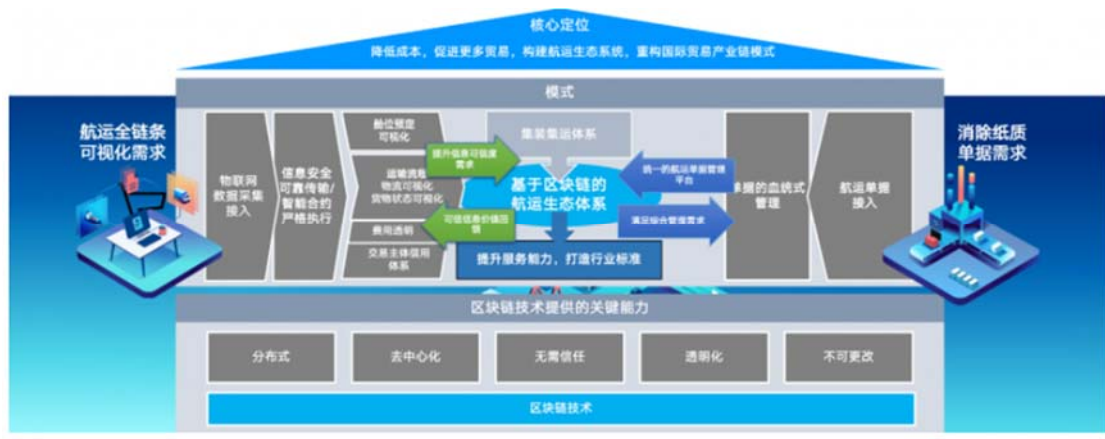 核心定位
降低成本，促进更多贸易，构建航运生态系统，重构国际贸易产业链模式
模式
航运全链条
可视化需求
物联网
数据采集
接入
信息安全
可靠传输/
智能合约
严格执行
舱位预定
可视化
运输流程
物流可视化
货物状态可视化
费用透明
交易主体信用
体系
提升信息可信度
需求
可信信息价值回
馈
集装集运体系
基于区块链的
航运生态体系
提升服务能力，打造行业标准
统一的航运单据管理
平台
满足综合管理需求
单据的血统式
管理
航运单据
接入
消除纸质
单据需求
区块链技术提供的关键能力
分布式
去中心化
无需信任
透明化
不可更改
区块链技术